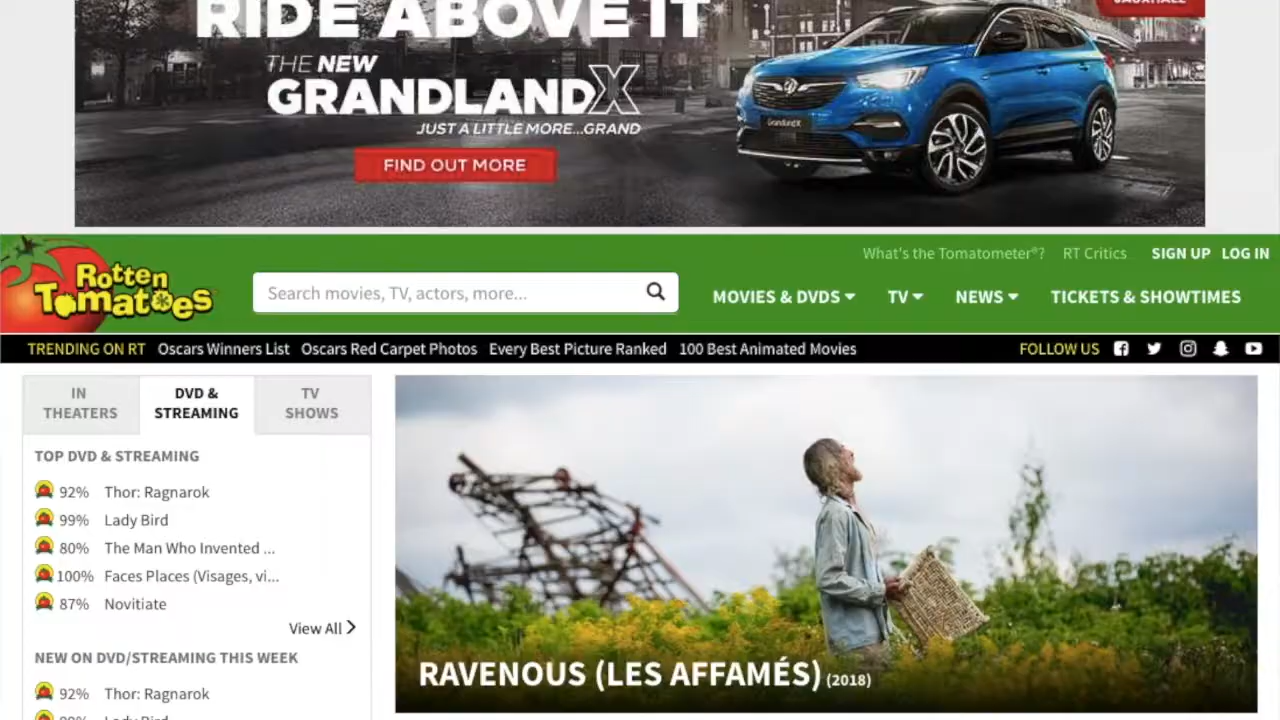 RIDE ABOVE IT
VAUXHALL
THE NEW
GRANDLAND X
JUST A LITTLE MORE...GRAND
FIND OUT MORE
GrandlandX
What's the Tomatometer®? RT Critics SIGN UP LOG IN
Rotten
Tomatoes
Search movies, TV, actors, more...
MOVIES & DVDS TV NEWS TICKETS & SHOWTIMES
TRENDING ON RT Oscars Winners List Oscars Red Carpet Photos Every Best Picture Ranked 100 Best Animated Movies FOLLOW US
IN
THEATERS
DVD &
STREAMING
TV
SHOWS
TOP DVD & STREAMING
92% Thor: Ragnarok
99% Lady Bird
80% The Man Who Invented ...
100% Faces Places (Visages, vi...
87% Novitiate
View All
NEW ON DVD/STREAMING THIS WEEK
92% Thor: Ragnarok
99% Lady Bird
RAVENOUS (LES AFFAMÉS) (2018)